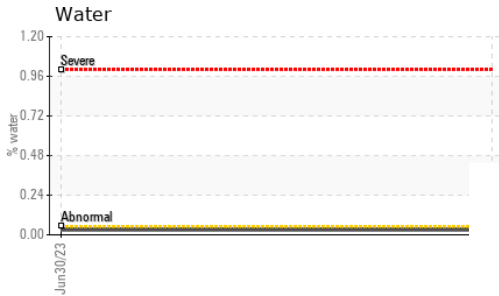 Water
1.20
Severe
0.96
0.72
% water
0.48
0.24
Abnormal
0.00
Jun30/23